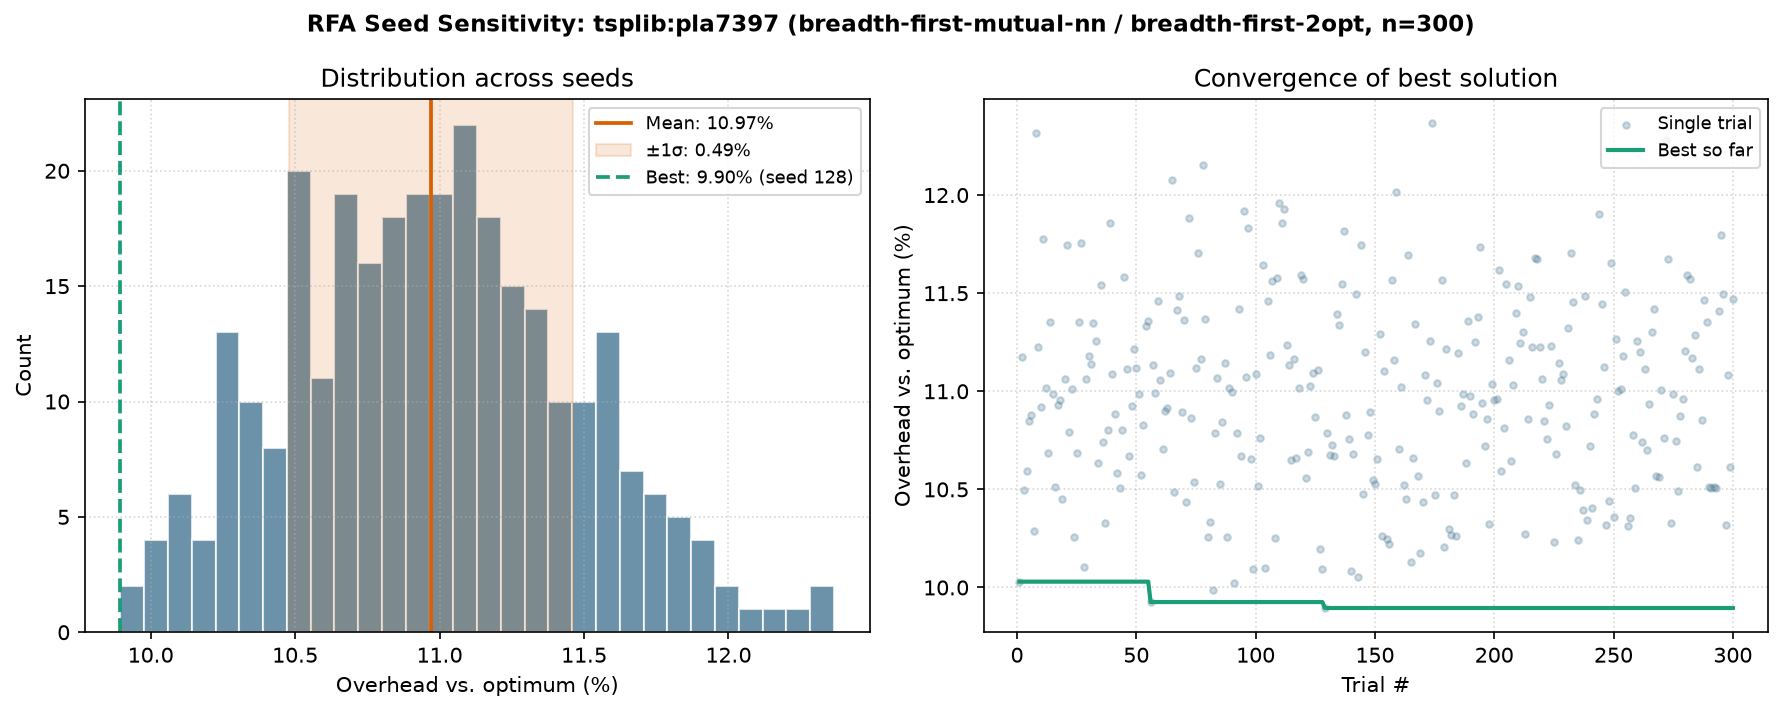 RFA Seed Sensitivity: tsplib:pla7397 (breadth-first-mutual-nn / breadth-first-2opt, n=300)
Distribution across seeds
Count
20
15
10
5
0
10.0 10.5 11.0 11.5 12.0
Overhead vs. optimum (%)
Mean: 10.97%
±1σ: 0.49%
Best: 9.90% (seed 128)
Convergence of best solution
Overhead vs. optimum (%)
12.0
11.5
11.0
10.5
10.0
0 50 100 150 200 250 300
Trial #
Single trial
Best so far